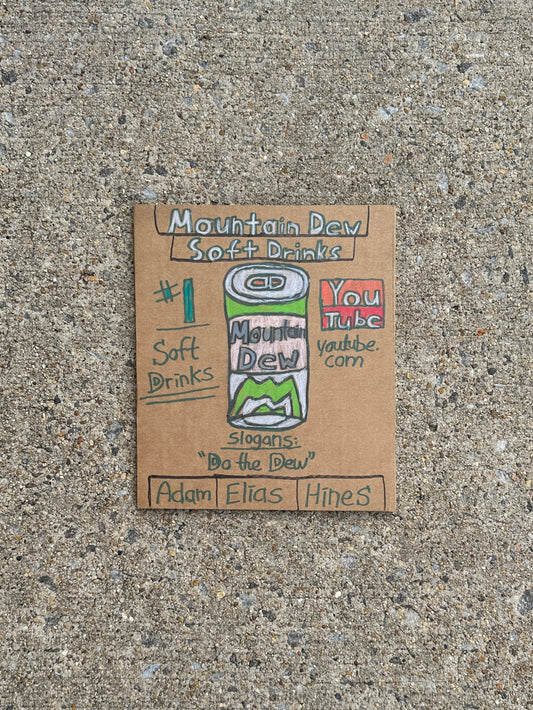 Mountain Dew
Soft Drinks
#1
Soft
Drinks
Mountain
Dew
M
You
Tube
youtube.
com
slogans:
"Do the Dew"
Adam Elias Hines